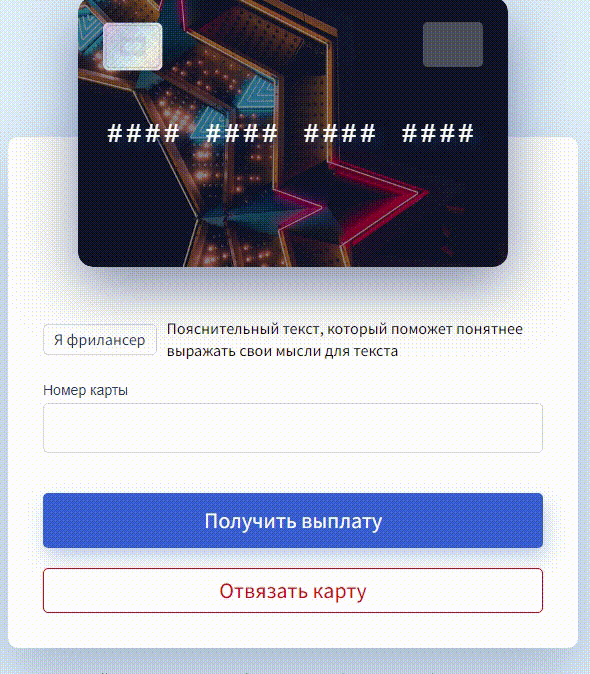 #### #### #### ####
Я фрилансер
Пояснительный текст, который поможет понятнее
выражать свои мысли для текста
Номер карты
Получить выплату
Отвязать карту